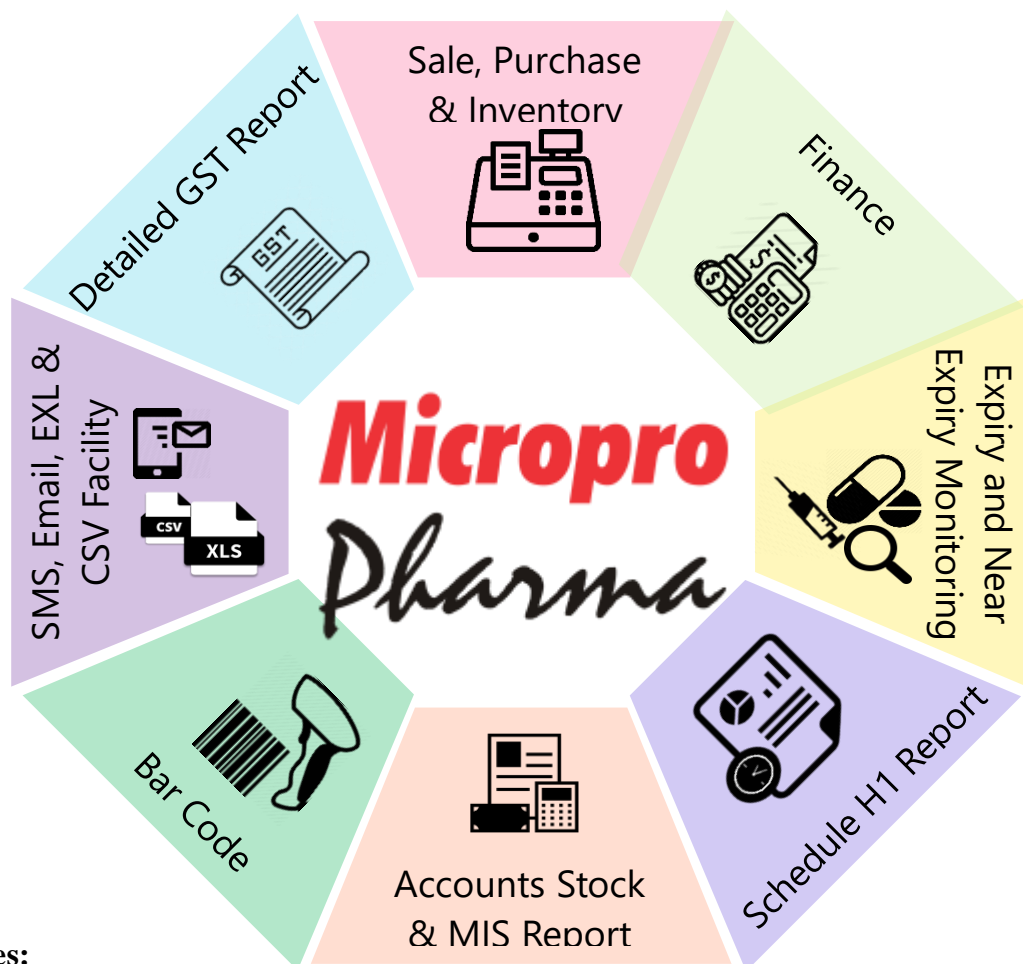 Sale, Purchase
& Inventory
Finance
Expiry and Near
Expiry Monitoring
Schedule H1 Report
Accounts Stock
& MIS Report
Bar Code
SMS, Email, EXL &
CSV Facility
CSV
XLS
Detailed GST Report
GST
Micropro
Pharma
es: